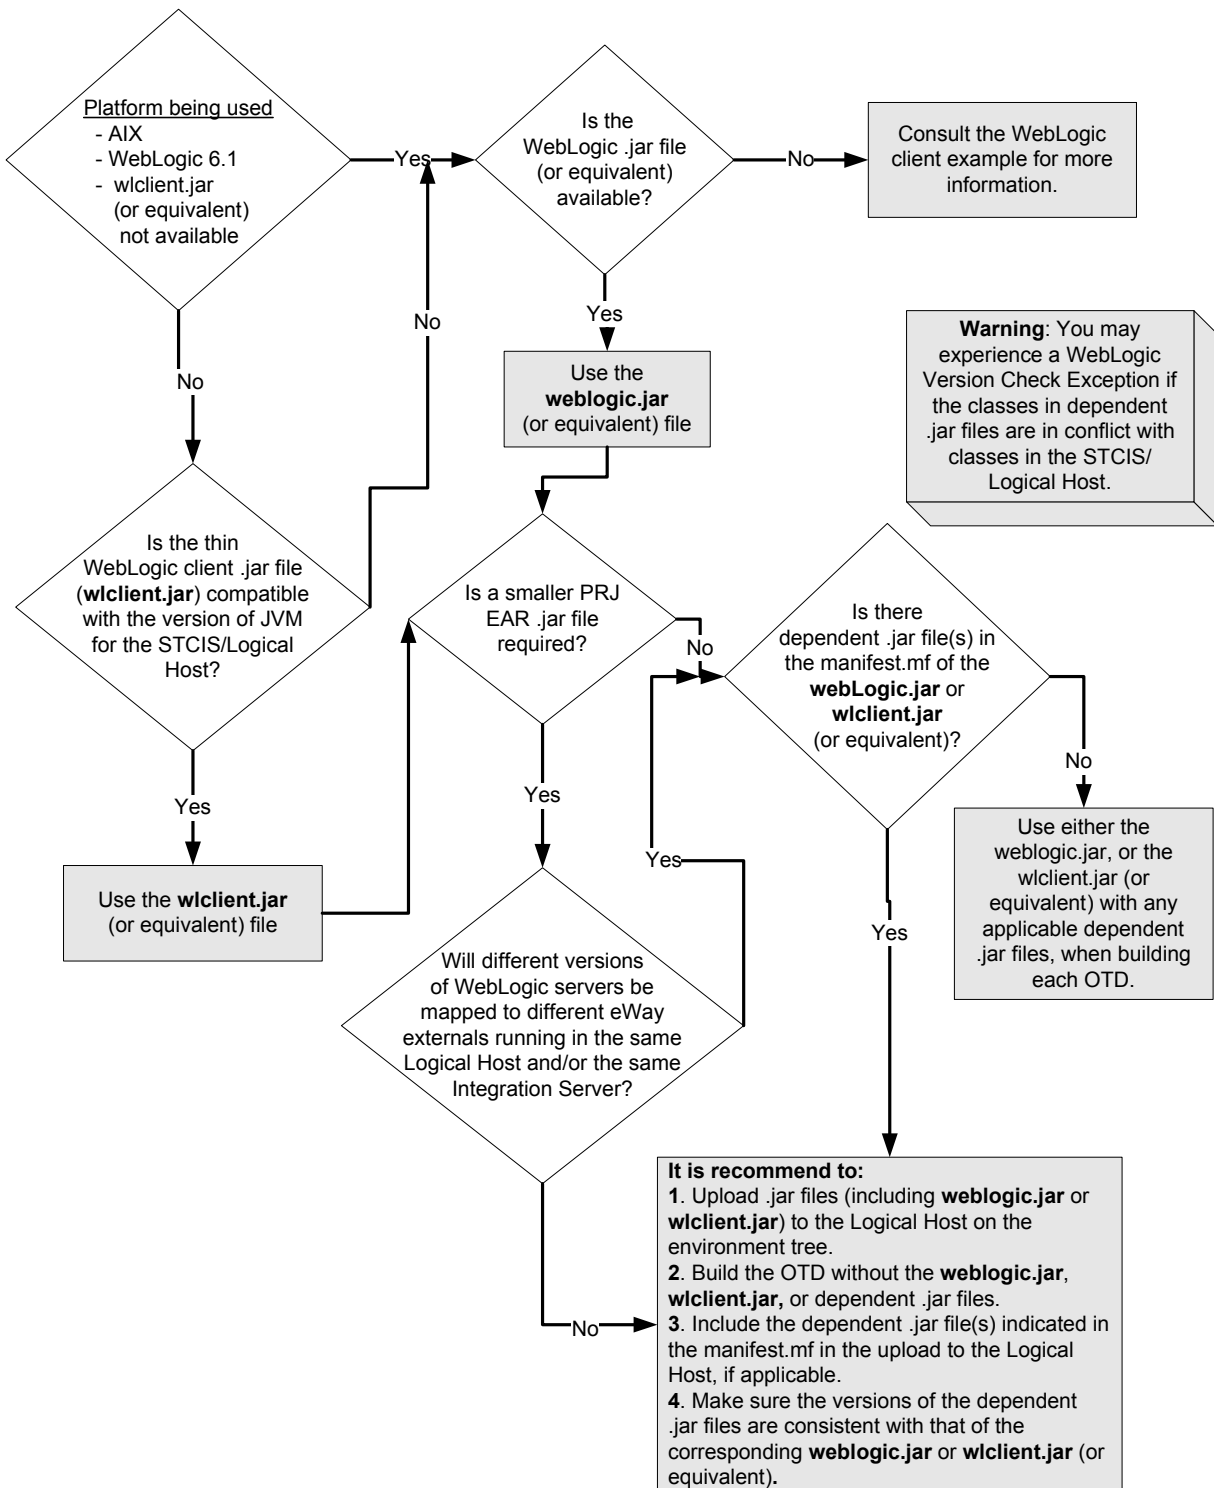 Platform being used
- AIX
- WebLogic 6.1
- wlclient.jar
(or equivalent)
not available
Yes
Is the
WebLogic .jar file
(or equivalent)
available?
No
Consult the WebLogic
client example for more
information.
No
Yes
No
Warning: You may
experience a WebLogic
Version Check Exception if
the classes in dependent
.jar files are in conflict with
classes in the STCIS/
Logical Host.
Use the
weblogic.jar
(or equivalent) file
Is the thin
WebLogic client .jar file
(wlclient.jar) compatible
with the version of JVM
for the STCIS/Logical
Host?
Is a smaller PRJ
EAR .jar file
required?
No
Is there
dependent .jar file(s) in
the manifest.mf of the
webLogic.jar or
wlclient.jar
(or equivalent)?
No
Yes
Yes
Yes
Use the wlclient.jar
(or equivalent) file
Use either the
weblogic.jar, or the
wlclient.jar (or
equivalent) with any
applicable dependent
.jar files, when building
each OTD.
Yes
Will different versions
of WebLogic servers be
mapped to different eWay
externals running in the same
Logical Host and/or the same
Integration Server?
No
It is recommend to:
1. Upload .jar files (including weblogic.jar or
wlclient.jar) to the Logical Host on the
environment tree.
2. Build the OTD without the weblogic.jar,
wlclient.jar, or dependent .jar files.
3. Include the dependent .jar file(s) indicated in
the manifest.mf in the upload to the Logical
Host, if applicable.
4. Make sure the versions of the dependent
.jar files are consistent with that of the
corresponding weblogic.jar or wlclient.jar (or
equivalent).